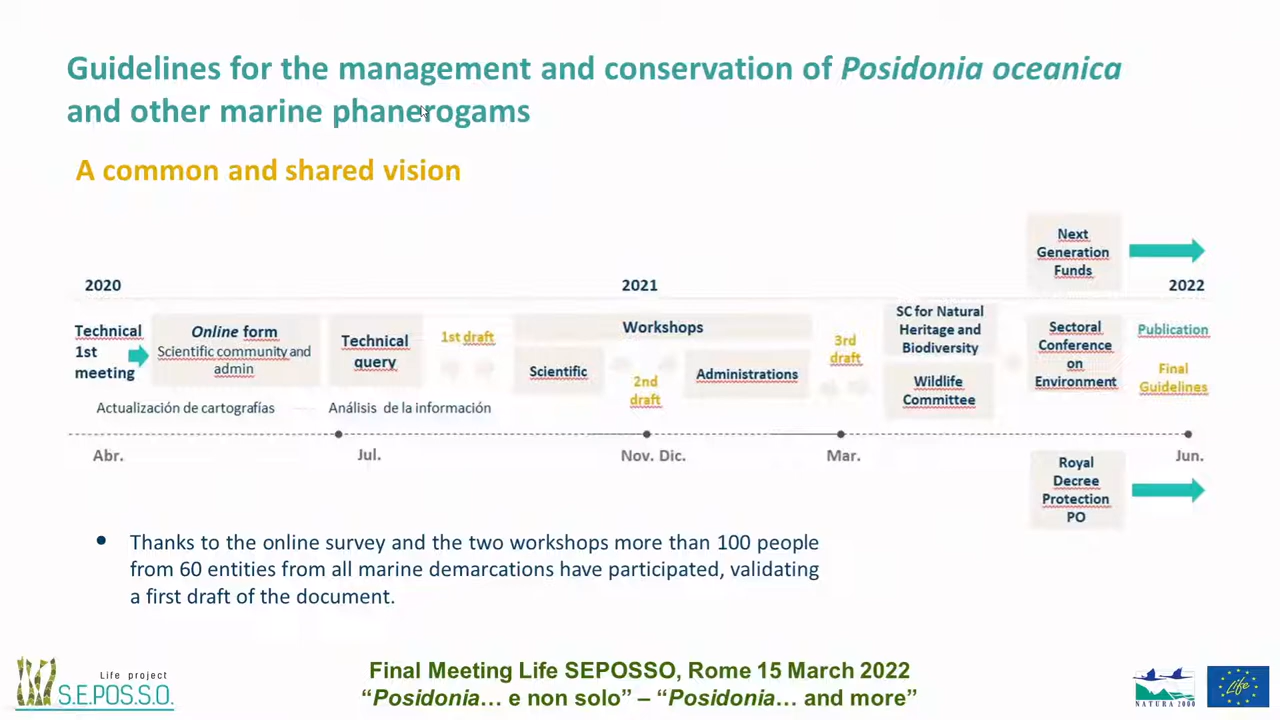 Guidelines for the management and conservation of Posidonia oceanica
and other marine phanerogams
A common and shared vision
Next
Generation
Funds
2020
2021
2022
Technical
1st
meeting
Online form
Scientific community and
admin
Technical
query
1st draft
Workshops
Scientific
2nd
draft
Administrations
3rd
draft
SC for Natural
Heritage and
Biodiversity
Wildlife
Committee
Sectoral
Conference
on
Environment
Publication
Final
Guidelines
Actualización de cartografías
Análisis de la información
Abr.
Jul.
Nov. Dic.
Mar.
Jun.
Royal
Decree
Protection
PO
• Thanks to the online survey and the two workshops more than 100 people
from 60 entities from all marine demarcations have participated, validating
a first draft of the document.
Life project
S.E.POS.S.O.
Final Meeting Life SEPOSSO, Rome 15 March 2022
“Posidonia… e non solo” – “Posidonia… and more”
NATURA 2000
Life